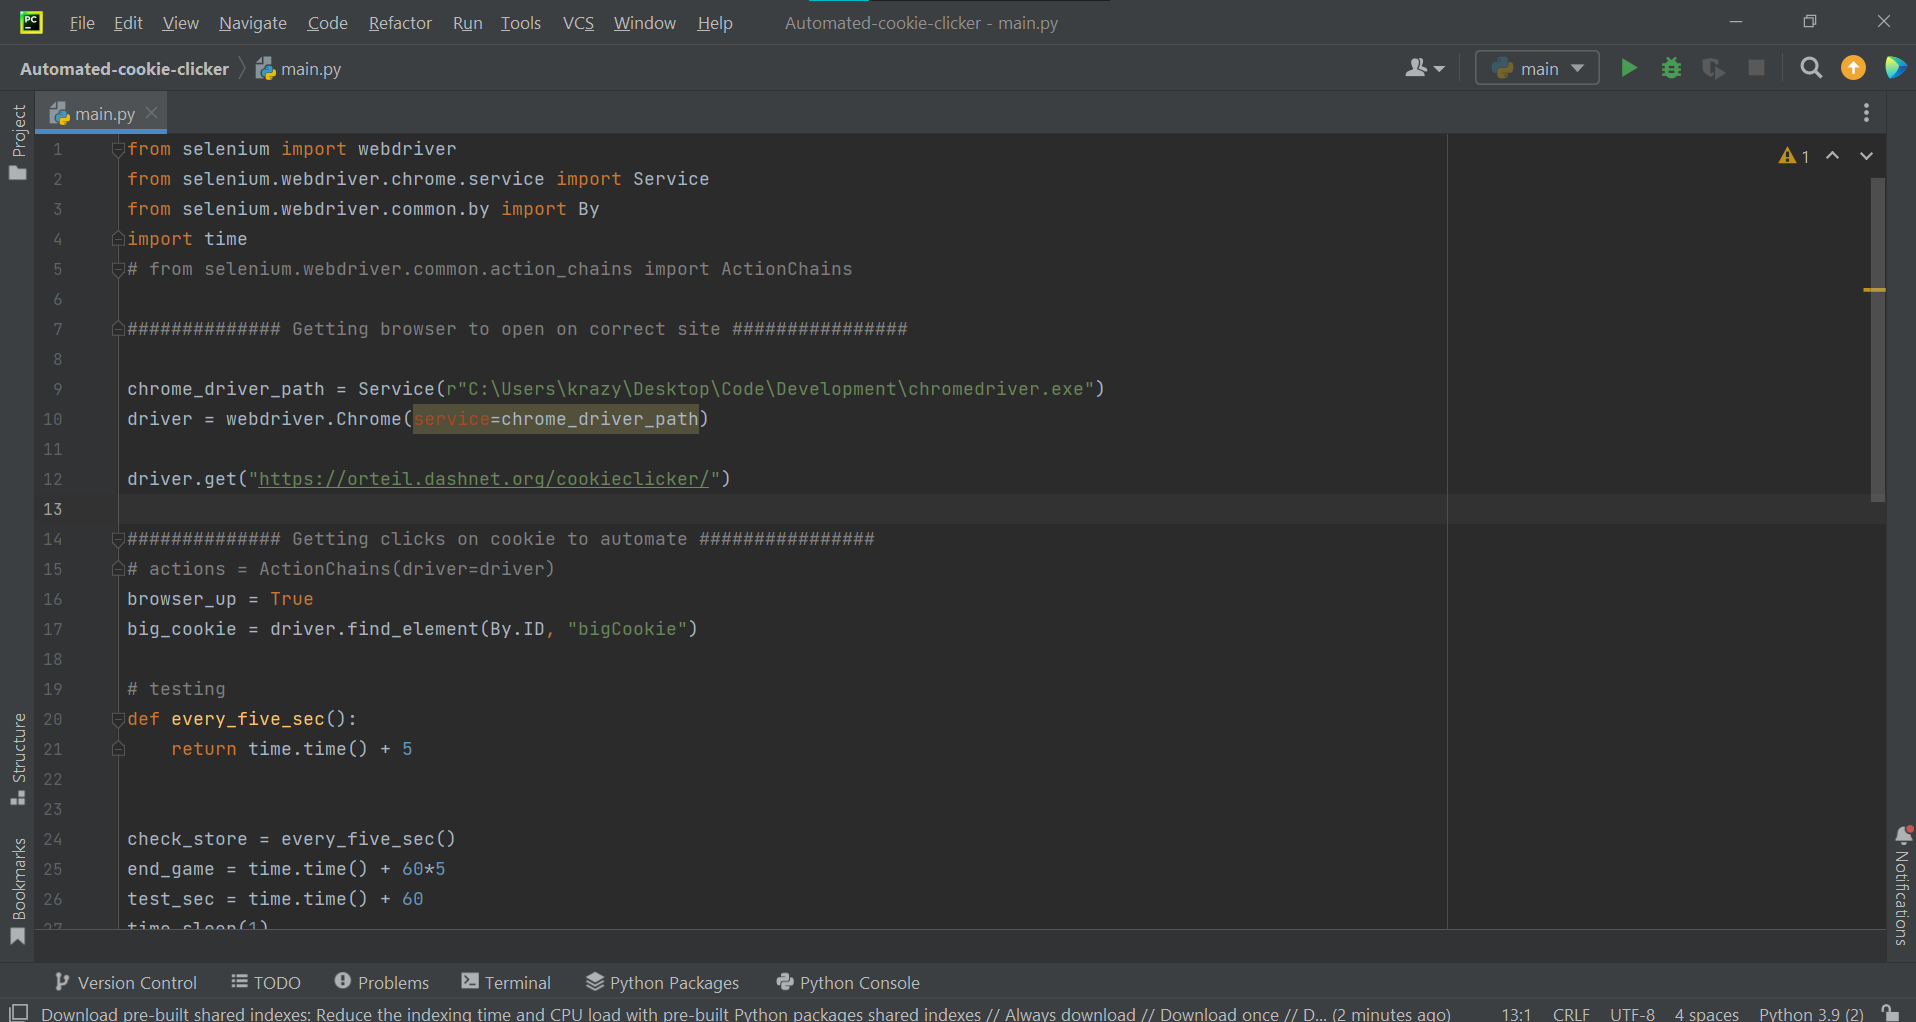 File Edit View Navigate Code Refactor Run Tools VCS Window Help Automated-cookie-clicker - main.py
Automated-cookie-clicker main.py main
Project
main.py
1 from selenium import webdriver
1
2 from selenium.webdriver.chrome.service import Service
3 from selenium.webdriver.common.by import By
4 import time
5 # from selenium.webdriver.common.action_chains import ActionChains
6
7 ############## Getting browser to open on correct site ################
8
9 chrome_driver_path = Service(r"C:\Users\krazy\Desktop\Code\Development\chromedriver.exe")
10 driver = webdriver.Chrome(service=chrome_driver_path)
11
12 driver.get("https://orteil.dashnet.org/cookieclicker/")
13
14 ############## Getting clicks on cookie to automate ################
15 # actions = ActionChains(driver=driver)
16 browser_up = True
17 big_cookie = driver.find_element(By.ID, "bigCookie")
18
19 # testing
20 def every_five_sec():
21     return time.time() + 5
22
23
24 check_store = every_five_sec()
25 end_game = time.time() + 60*5
26 test_sec = time.time() + 60
27 time.sleep(1)
Structure
Bookmarks
Notifications
Version Control TODO Problems Terminal Python Packages Python Console
Download pre-built shared indexes: Reduce the indexing time and CPU load with pre-built Python packages shared indexes // Always download // Download once // D... (2 minutes ago) 13:1 CRLF UTF-8 4 spaces Python 3.9 (2)